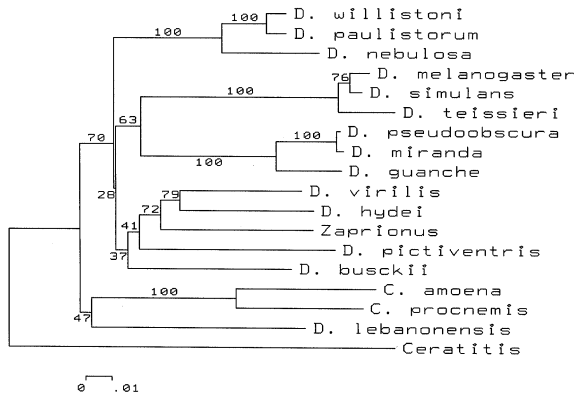 100 D. willistoni
100 D. paulistorum
D. nebulosa
76 D. melanogaster
100 D. simulans
D. teissieri
63
100 D. pseudoobscura
70
D. miranda
100
D. guanche
28
79 D. virilis
72 D. hydei
41 Zaprionus
D. pictiventris
37
D. busckii
100 C. amoena
C. procnemis
47 D. lebanonensis
Ceratitis
0 .01